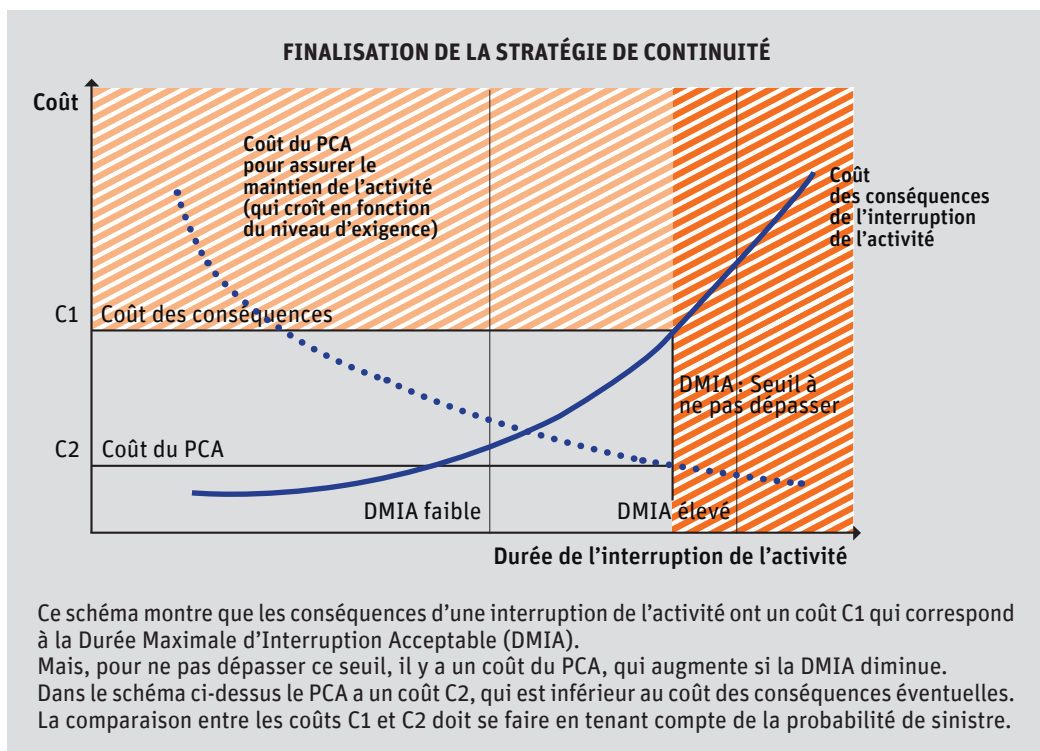 FINALISATION DE LA STRATÉGIE DE CONTINUITÉ
Coût
Coût du PCA
pour assurer le
maintien de l'activité
(qui croît en fonction
du niveau d'exigence)
Coût
des conséquences
de l'interruption
de l'activité
C1
Coût des conséquences
DMIA : Seuil à
ne pas dépasser
C2
Coût du PCA
DMIA faible
DMIA élevé
Durée de l'interruption de l'activité
Ce schéma montre que les conséquences d'une interruption de l'activité ont un coût C1 qui correspond
à la Durée Maximale d'Interruption Acceptable (DMIA).
Mais, pour ne pas dépasser ce seuil, il y a un coût du PCA, qui augmente si la DMIA diminue.
Dans le schéma ci-dessus le PCA a un coût C2, qui est inférieur au coût des conséquences éventuelles.
La comparaison entre les coûts C1 et C2 doit se faire en tenant compte de la probabilité de sinistre.